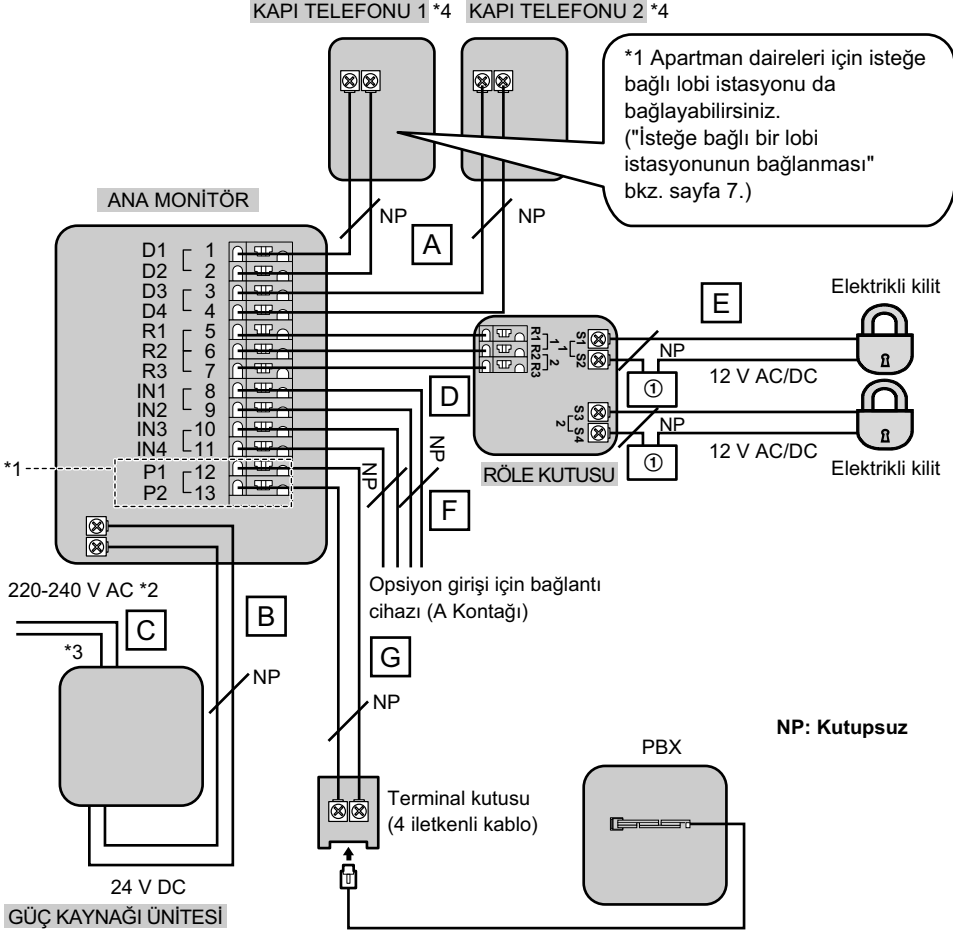 KAPI TELEFONU 1 *4
KAPI TELEFONU 2 *4
*1 Apartman daireleri için isteğe
bağlı lobi istasyonu da
bağlayabilirsiniz.
("İsteğe bağlı bir lobi
istasyonunun bağlanması"
bkz. sayfa 7.)
ANA MONİTÖR
NP
A
NP
D1 1
D2 2
D3 3
D4 4
R1 5
R2 6
R3 7
IN1 8
IN2 9
IN3 10
IN4 11
P1 12
P2 13
*1
R1
R2
R3
1
2
S1
S2
1
S3
S4
2
RÖLE KUTUSU
D
E
Elektrikli kilit
NP
①
12 V AC/DC
NP
①
12 V AC/DC
Elektrikli kilit
NP
NP
F
Opsiyon girişi için bağlantı
cihazı (A Kontağı)
220-240 V AC *2
C
B
*3
NP
G
NP
NP: Kutupsuz
PBX
Terminal kutusu
(4 iletkenli kablo)
24 V DC
GÜÇ KAYNAĞI ÜNİTESİ